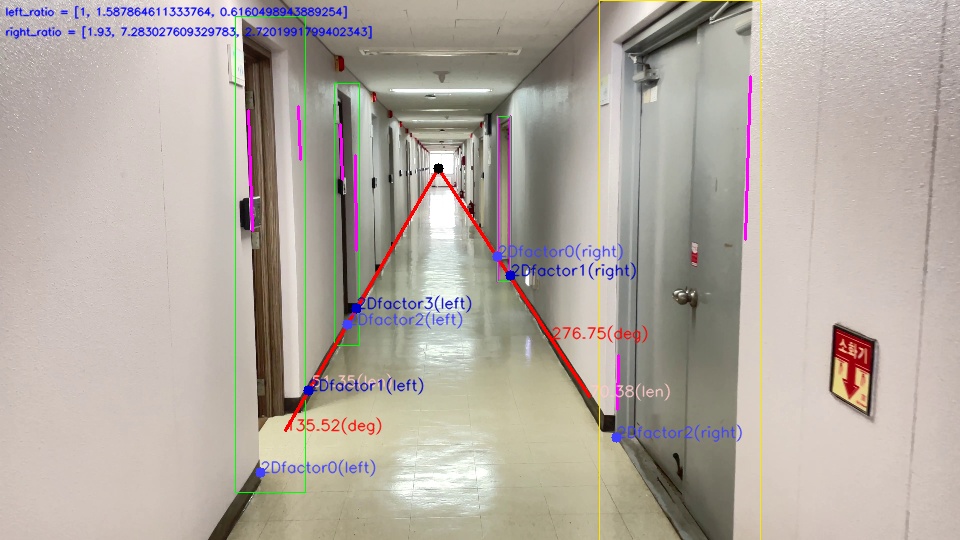 left_ratio = [1, 1.587864611333764, 0.6160498943889254]
right_ratio = [1.93, 7.283027609329783, 2.7201991799402343]
2Dfactor0(right)
2Dfactor1(right)
2Dfactor3(left)
2Dfactor2(left)
276.75(deg)
소화기
2Dfactor1(left)
135.52(deg)
2Dfactor2(right)
2Dfactor0(left)